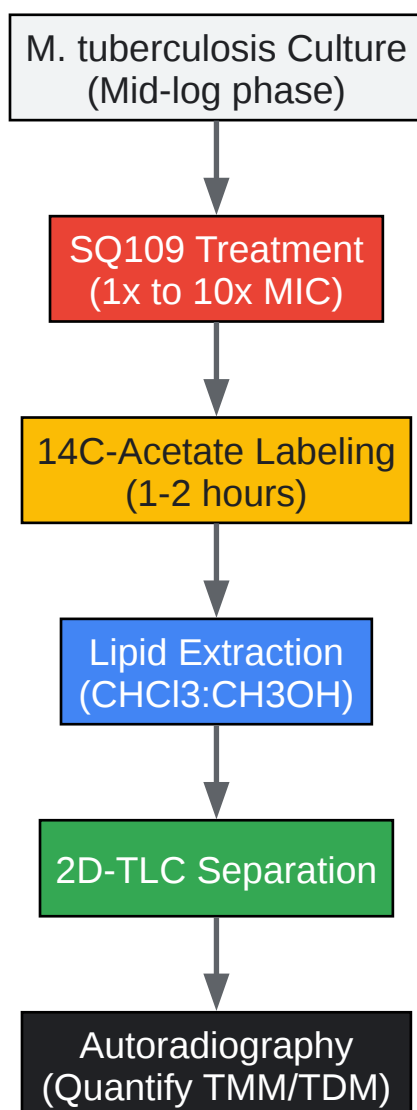 M. tuberculosis Culture
(Mid-log phase)
SQ109 Treatment
(1x to 10x MIC)
14C-Acetate Labeling
(1-2 hours)
Lipid Extraction
(CHCl3:CH3OH)
2D-TLC Separation
Autoradiography
(Quantify TMM/TDM)